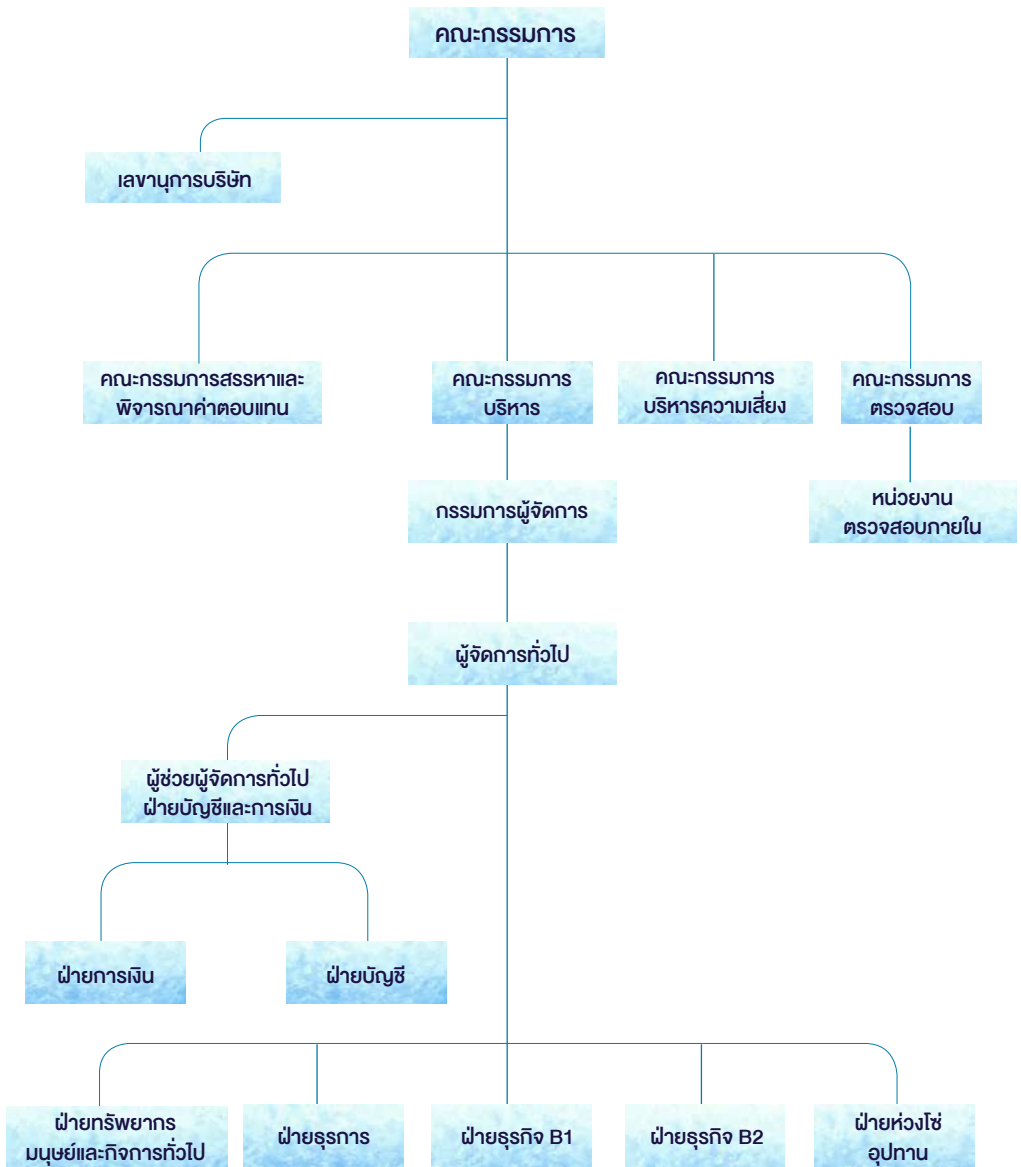 คณะกรรมการ
เลขานุการบริษัท
คณะกรรมการสรรหาและ
พิจารณาค่าตอบแทน
คณะกรรมการ
บริหาร
คณะกรรมการ
บริหารความเสี่ยง
คณะกรรมการ
ตรวจสอบ
กรรมการผู้จัดการ
หน่วยงาน
ตรวจสอบภายใน
ผู้จัดการทั่วไป
ผู้ช่วยผู้จัดการทั่วไป
ฝ่ายบัญชีและการเงิน
ฝ่ายการเงิน
ฝ่ายบัญชี
ฝ่ายทรัพยากร
มนุษย์และกิจการทั่วไป
ฝ่ายธุรการ
ฝ่ายธุรกิจ B1
ฝ่ายธุรกิจ B2
ฝ่ายห่วงโซ่
อุปทาน